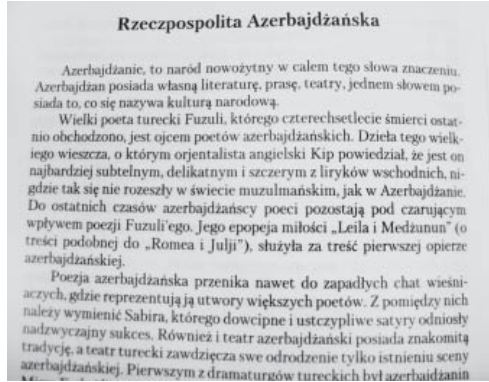 Rzeczpospolita Azerbajdżańska
Azerbajdżanie, to naród nowożytny w całem tego słowa znaczeniu.
Azerbajdżan posiada własną literaturę, prasę, teatry, jednem słowem po-
siada to, co się nazywa kulturą narodową.
Wielki poeta turecki Fuzuli, którego czterechsetlecie śmierci ostat-
nio obchodzono, jest ojcem poetów azerbajdżańskich. Dzieła tego wielk-
iego wieszcza, o którym orjentalista angielski Kip powiedział, że jest on
najbardziej subtelnym, delikatnym i szczerym z liryków wschodnich, ni-
gdzie tak się nie rozeszły w świecie muzułmańskim, jak w Azerbajdżanie.
Do ostatnich czasów azerbajdżańscy poeci pozostają pod czarującym
wpływem poezji Fuzuli'ego. Jego epopeja miłości „Leila i Medżunun" (o
treści podobnej do „Romea i Julji"), służyła za treść pierwszej operze
azerbajdżańskiej.
Poezja azerbajdżańska przenika nawet do zapadłych chat wieśni-
aczych, gdzie reprezentują ją utwory większych poetów. Z pomiędzy nich
należy wymienić Sabira, którego dowcipne i ustczypliwe satyry odniosły
nadzwyczajny sukces. Również i teatr azerbajdżański posiada znakomitą
tradycję, a teatr turecki zawdzięcza swe odrodzenie tylko istnieniu sceny
azerbajdżańskiej. Pierwszym z dramaturgów tureckich był azerbajdżanin